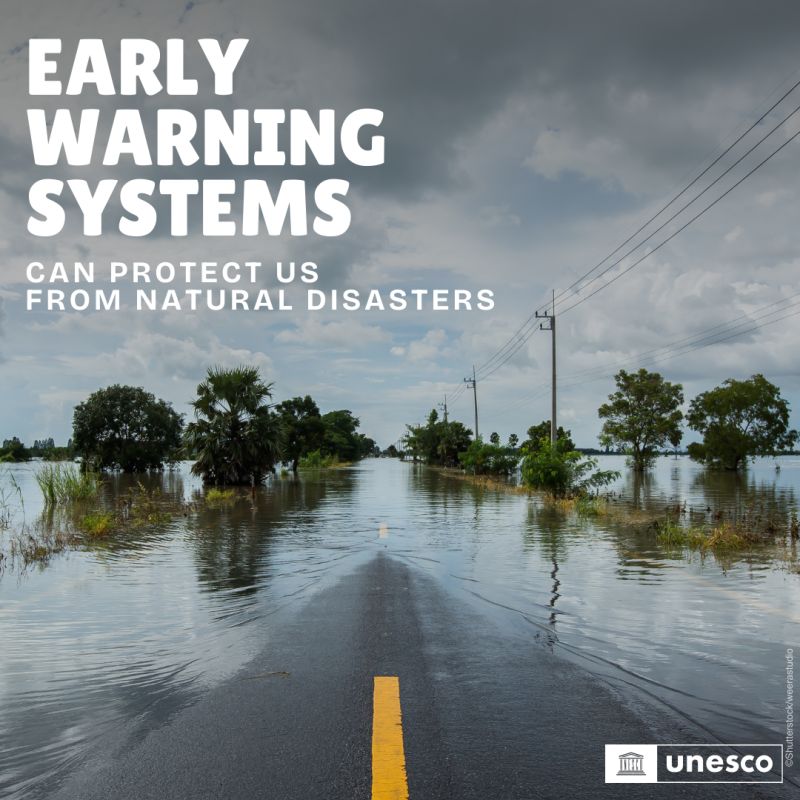 EARLY
WARNING
SYSTEMS
CAN PROTECT US
FROM NATURAL DISASTERS
©Shutterstock/weerastudio
unesco